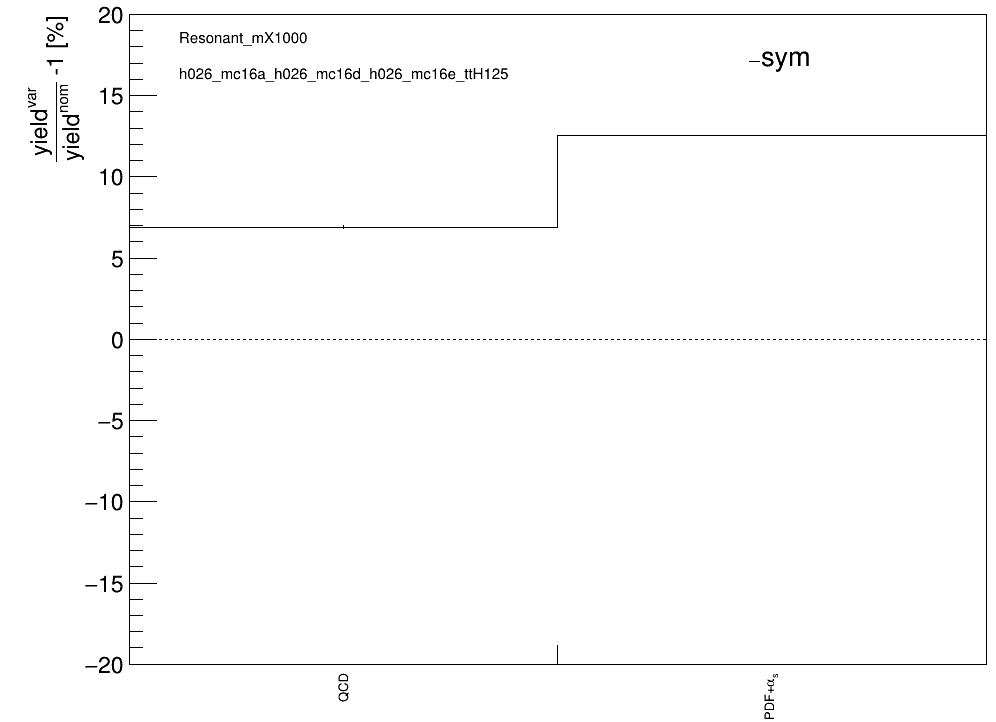 yield^var
yield^nom -1 [%]
Resonant_mX1000
h026_mc16a_h026_mc16d_h026_mc16e_ttH125
sym
20
15
10
5
0
−5
−10
−15
−20
QCD
PDF+α_s